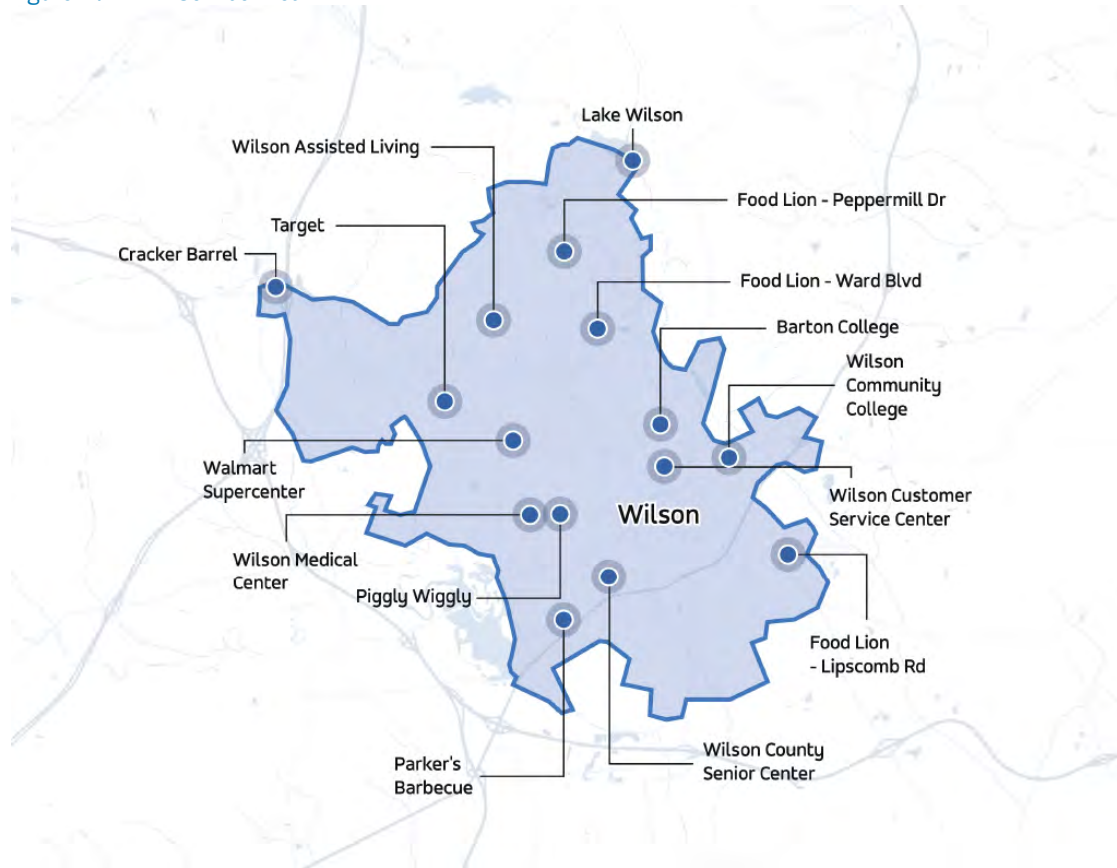 Lake Wilson
Wilson Assisted Living
Food Lion - Peppermill Dr
Target
Cracker Barrel
Food Lion - Ward Blvd
Barton College
Wilson
Community
College
Walmart
Supercenter
Wilson Customer
Service Center
Wilson
Wilson Medical
Center
Piggly Wiggly
Food Lion
- Lipscomb Rd
Wilson County
Senior Center
Parker's
Barbecue